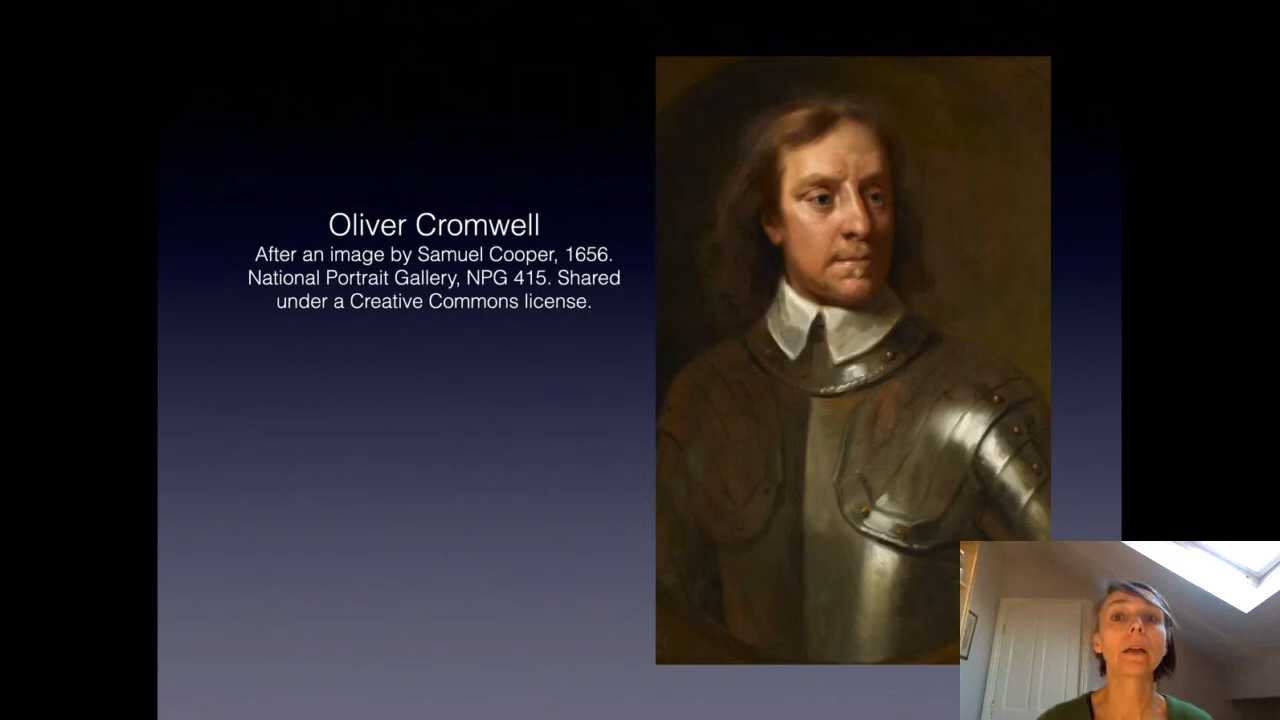 Oliver Cromwell
After an image by Samuel Cooper, 1656.
National Portrait Gallery, NPG 415. Shared
under a Creative Commons license.